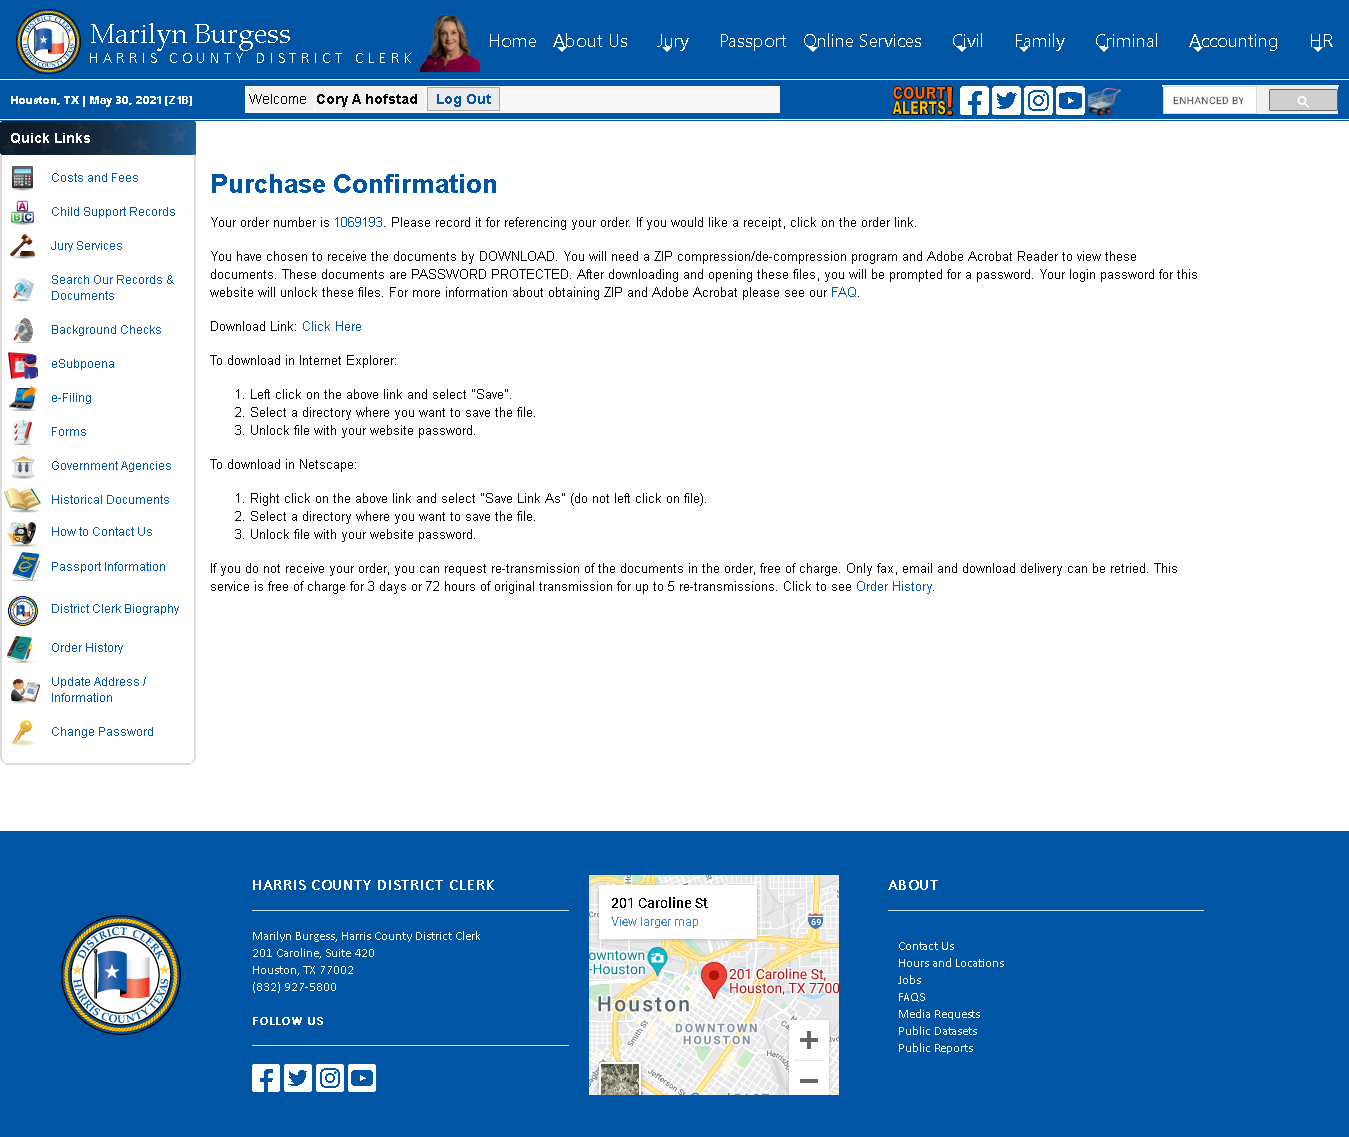 Marilyn Burgess
HARRIS COUNTY DISTRICT CLERK
Home About Us Jury Passport Online Services Civil Family Criminal Accounting HR
Houston, TX | May 30, 2021 [Z1B]
Welcome Cory A hofstad Log Out
COURT
ALERTS!
ENHANCED BY
Quick Links
Costs and Fees
Child Support Records
Jury Services
Search Our Records &
Documents
Background Checks
eSubpoena
e-Filing
Forms
Government Agencies
Historical Documents
How to Contact Us
Passport Information
District Clerk Biography
Order History
Update Address /
Information
Change Password
Purchase Confirmation
Your order number is 1069193. Please record it for referencing your order. If you would like a receipt, click on the order link.
You have chosen to receive the documents by DOWNLOAD. You will need a ZIP compression/de-compression program and Adobe Acrobat Reader to view these
documents. These documents are PASSWORD PROTECTED. After downloading and opening these files, you will be prompted for a password. Your login password for this
website will unlock these files. For more information about obtaining ZIP and Adobe Acrobat please see our FAQ.
Download Link: Click Here
To download in Internet Explorer:
1. Left click on the above link and select "Save".
2. Select a directory where you want to save the file.
3. Unlock file with your website password.
To download in Netscape:
1. Right click on the above link and select "Save Link As" (do not left click on file).
2. Select a directory where you want to save the file.
3. Unlock file with your website password.
If you do not receive your order, you can request re-transmission of the documents in the order, free of charge. Only fax, email and download delivery can be retried. This
service is free of charge for 3 days or 72 hours of original transmission for up to 5 re-transmissions. Click to see Order History.
DISTRICT CLERK
HARRIS COUNTY, TEXAS
HARRIS COUNTY DISTRICT CLERK
Marilyn Burgess, Harris County District Clerk
201 Caroline, Suite 420
Houston, TX 77002
(832) 927-5800
FOLLOW US
201 Caroline St
View larger map
69
owntown
-Houston
201 Caroline St,
Houston, TX 7700
Houston
DOWNTOWN
HOUSTON
Smith St
Jefferson St
ABOUT
Contact Us
Hours and Locations
Jobs
FAQS
Media Requests
Public Datasets
Public Reports